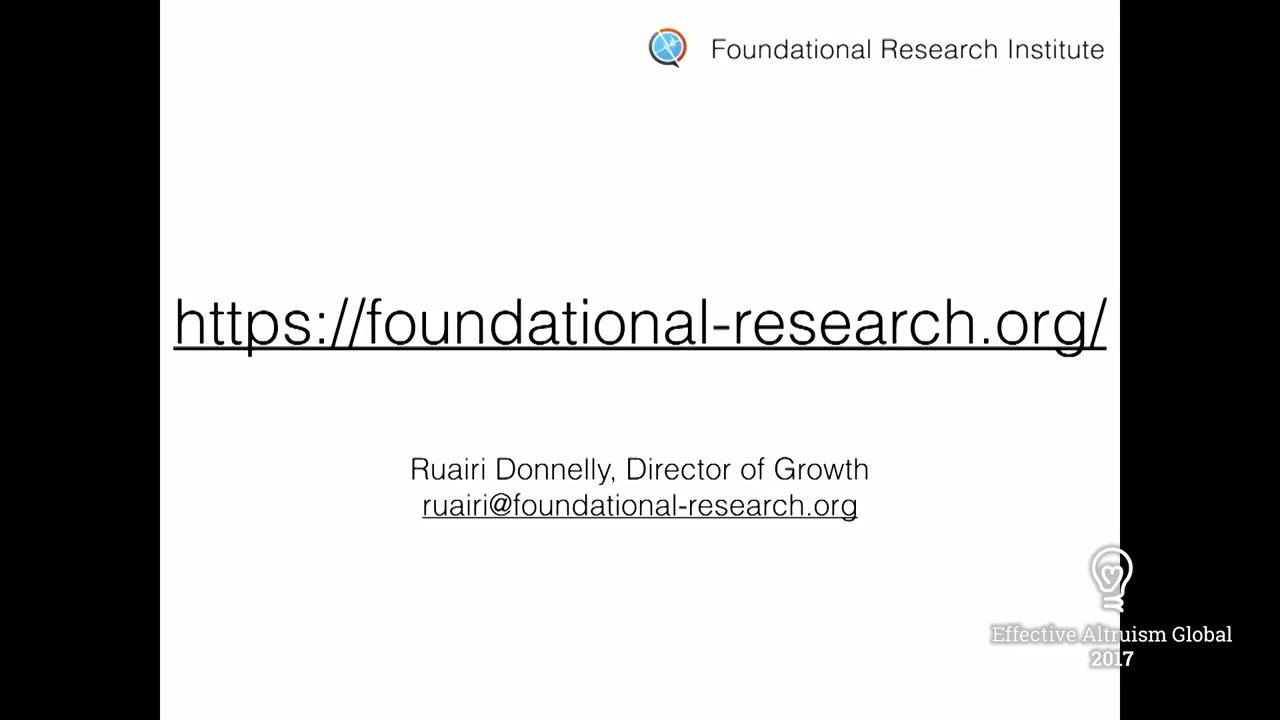 Foundational Research Institute
https://foundational-research.org/
Ruairi Donnelly, Director of Growth
ruairi@foundational-research.org
Effective Altruism Global
2017